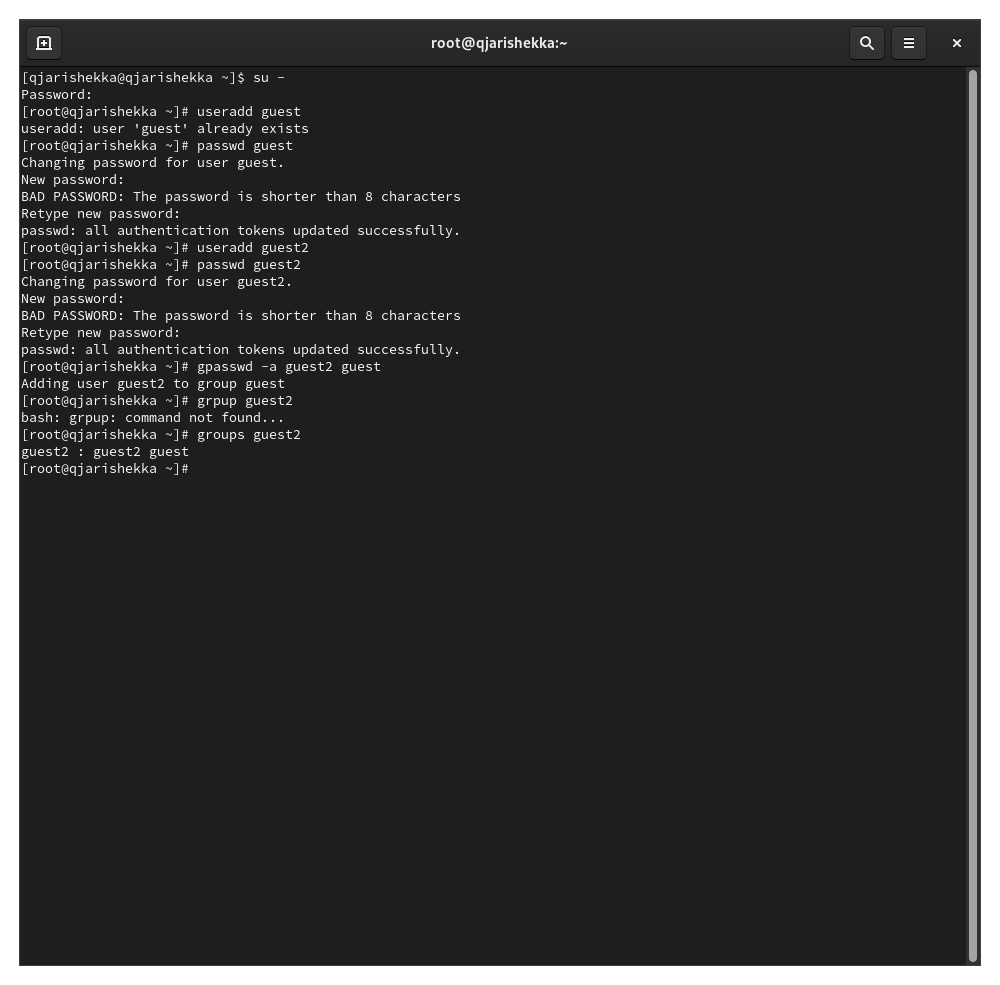 root@qjarishekka:~
[qjarishekka@qjarishekka ~]$ su -
Password:
[root@qjarishekka ~]# useradd guest
useradd: user 'guest' already exists
[root@qjarishekka ~]# passwd guest
Changing password for user guest.
New password:
BAD PASSWORD: The password is shorter than 8 characters
Retype new password:
passwd: all authentication tokens updated successfully.
[root@qjarishekka ~]# useradd guest2
[root@qjarishekka ~]# passwd guest2
Changing password for user guest2.
New password:
BAD PASSWORD: The password is shorter than 8 characters
Retype new password:
passwd: all authentication tokens updated successfully.
[root@qjarishekka ~]# gpasswd -a guest2 guest
Adding user guest2 to group guest
[root@qjarishekka ~]# grpup guest2
bash: grpup: command not found...
[root@qjarishekka ~]# groups guest2
guest2 : guest2 guest
[root@qjarishekka ~]#